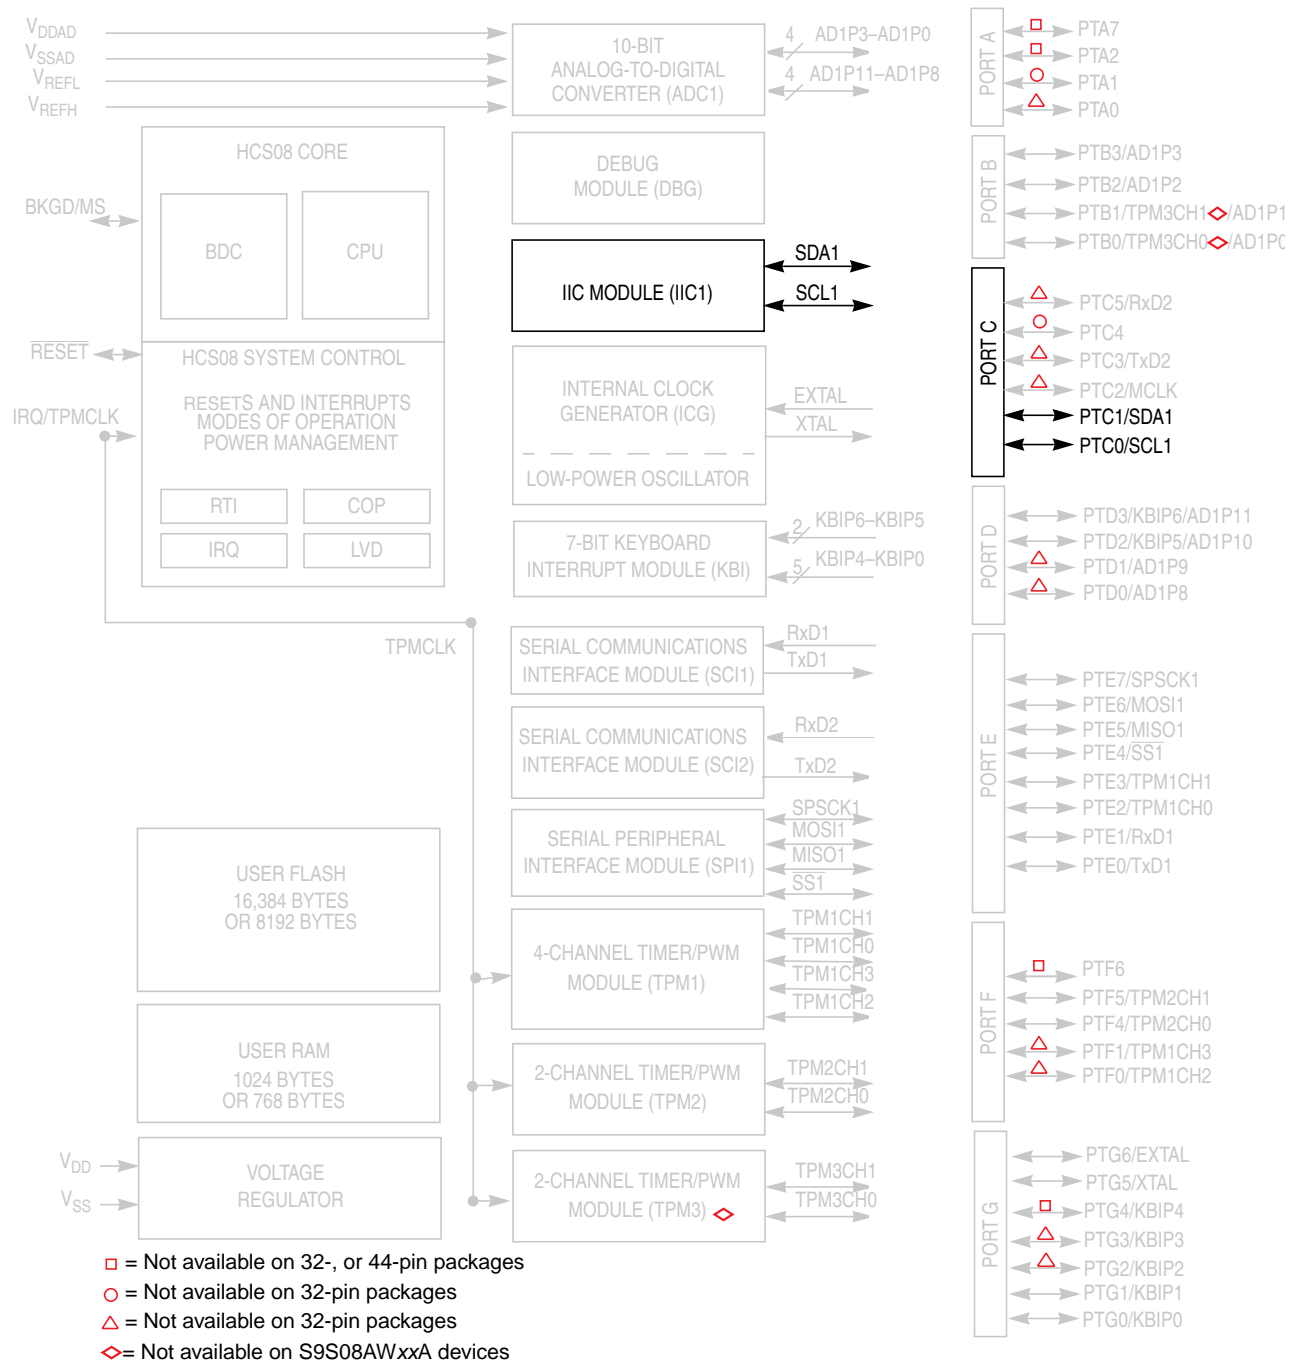 VDDAD
VSSAD
VREFL
VREFH
10-BIT
ANALOG-TO-DIGITAL
CONVERTER (ADC1)
4 AD1P3–AD1P0
4 AD1P11–AD1P8
HCS08 CORE
BDC
CPU
BKGD/MS
RESET
HCS08 SYSTEM CONTROL
RESETS AND INTERRUPTS
MODES OF OPERATION
POWER MANAGEMENT
IRQ/TPMCLK
RTI
COP
IRQ
LVD
TPMCLK
DEBUG
MODULE (DBG)
IIC MODULE (IIC1)
SDA1
SCL1
INTERNAL CLOCK
GENERATOR (ICG)
LOW-POWER OSCILLATOR
EXTAL
XTAL
7-BIT KEYBOARD
INTERRUPT MODULE (KBI)
2 KBIP6–KBIP5
5 KBIP4–KBIP0
SERIAL COMMUNICATIONS
INTERFACE MODULE (SCI1)
RxD1
TxD1
SERIAL COMMUNICATIONS
INTERFACE MODULE (SCI2)
RxD2
TxD2
SERIAL PERIPHERAL
INTERFACE MODULE (SPI1)
SPSCK1
MOSI1
MISO1
SS1
USER FLASH
16,384 BYTES
OR 8192 BYTES
4-CHANNEL TIMER/PWM
MODULE (TPM1)
TPM1CH1
TPM1CH0
TPM1CH3
TPM1CH2
USER RAM
1024 BYTES
OR 768 BYTES
2-CHANNEL TIMER/PWM
MODULE (TPM2)
TPM2CH1
TPM2CH0
VDD
VSS
VOLTAGE
REGULATOR
2-CHANNEL TIMER/PWM
MODULE (TPM3)
TPM3CH1
TPM3CH0
PORT A
PTA7
PTA2
PTA1
PTA0
PORT B
PTB3/AD1P3
PTB2/AD1P2
PTB1/TPM3CH1/AD1P1
PTB0/TPM3CH0/AD1P0
PORT C
PTC5/RxD2
PTC4
PTC3/TxD2
PTC2/MCLK
PTC1/SDA1
PTC0/SCL1
PORT D
PTD3/KBIP6/AD1P11
PTD2/KBIP5/AD1P10
PTD1/AD1P9
PTD0/AD1P8
PORT E
PTE7/SPSCK1
PTE6/MOSI1
PTE5/MISO1
PTE4/SS1
PTE3/TPM1CH1
PTE2/TPM1CH0
PTE1/RxD1
PTE0/TxD1
PORT F
PTF6
PTF5/TPM2CH1
PTF4/TPM2CH0
PTF1/TPM1CH3
PTF0/TPM1CH2
PORT G
PTG6/EXTAL
PTG5/XTAL
PTG4/KBIP4
PTG3/KBIP3
PTG2/KBIP2
PTG1/KBIP1
PTG0/KBIP0
= Not available on 32-, or 44-pin packages
= Not available on 32-pin packages
= Not available on 32-pin packages
= Not available on S9S08AWxxA devices